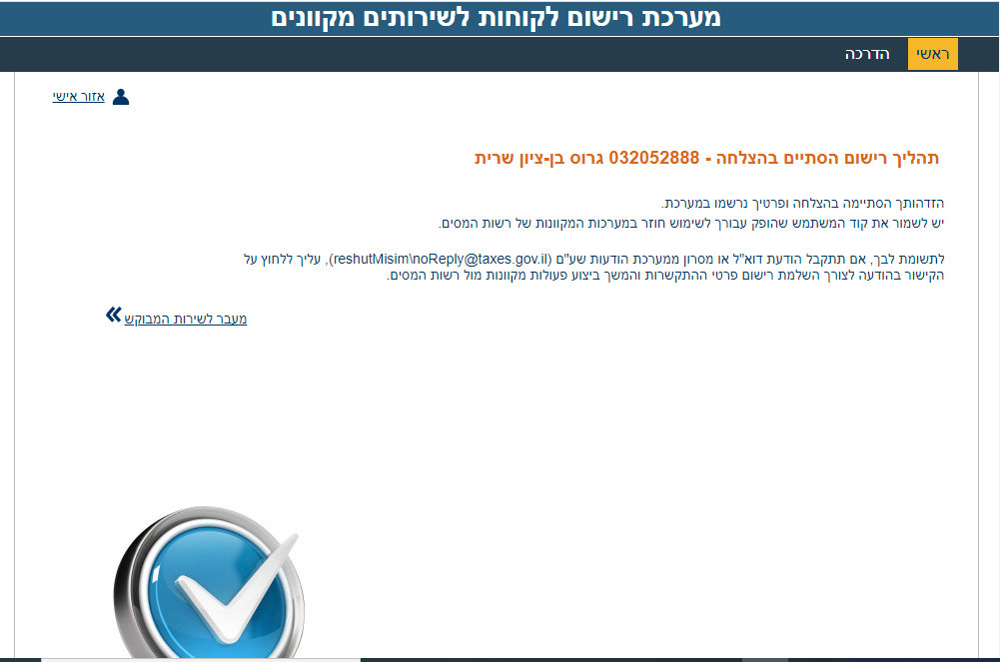 מערכת רישום לקוחות לשירותים מקוונים
ראשי
הדרכה
אזור אישי
תהליך רישום הסתיים בהצלחה - 032052888 גרוס בן-ציון שרית
הזדהותך הסתיימה בהצלחה ופרטיך נרשמו במערכת.
יש לשמור את קוד המשתמש שהופק עבורך לשימוש חוזר במערכות המקוונות של רשות המסים.
לתשומת לבך, אם תתקבל הודעת דוא"ל או מסרון ממערכת הודעות שע"ם (reshutMisim\noReply@taxes.gov.il), עליך ללחוץ על
הקישור בהודעה לצורך השלמת רישום פרטי ההתקשרות והמשך ביצוע פעולות מקוונות מול רשות המסים.
מעבר לשירות המבוקש